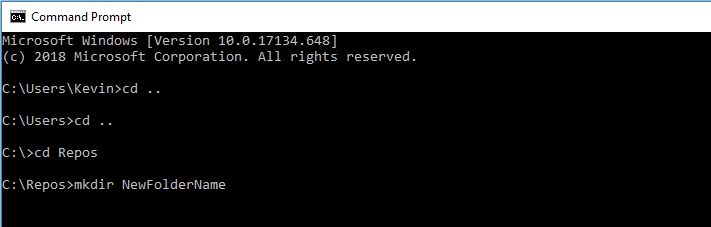 Command Prompt
Microsoft Windows [Version 10.0.17134.648]
(c) 2018 Microsoft Corporation. All rights reserved.
C:\Users\Kevin>cd ..
C:\Users>cd ..
C:\>cd Repos
C:\Repos>mkdir NewFolderName